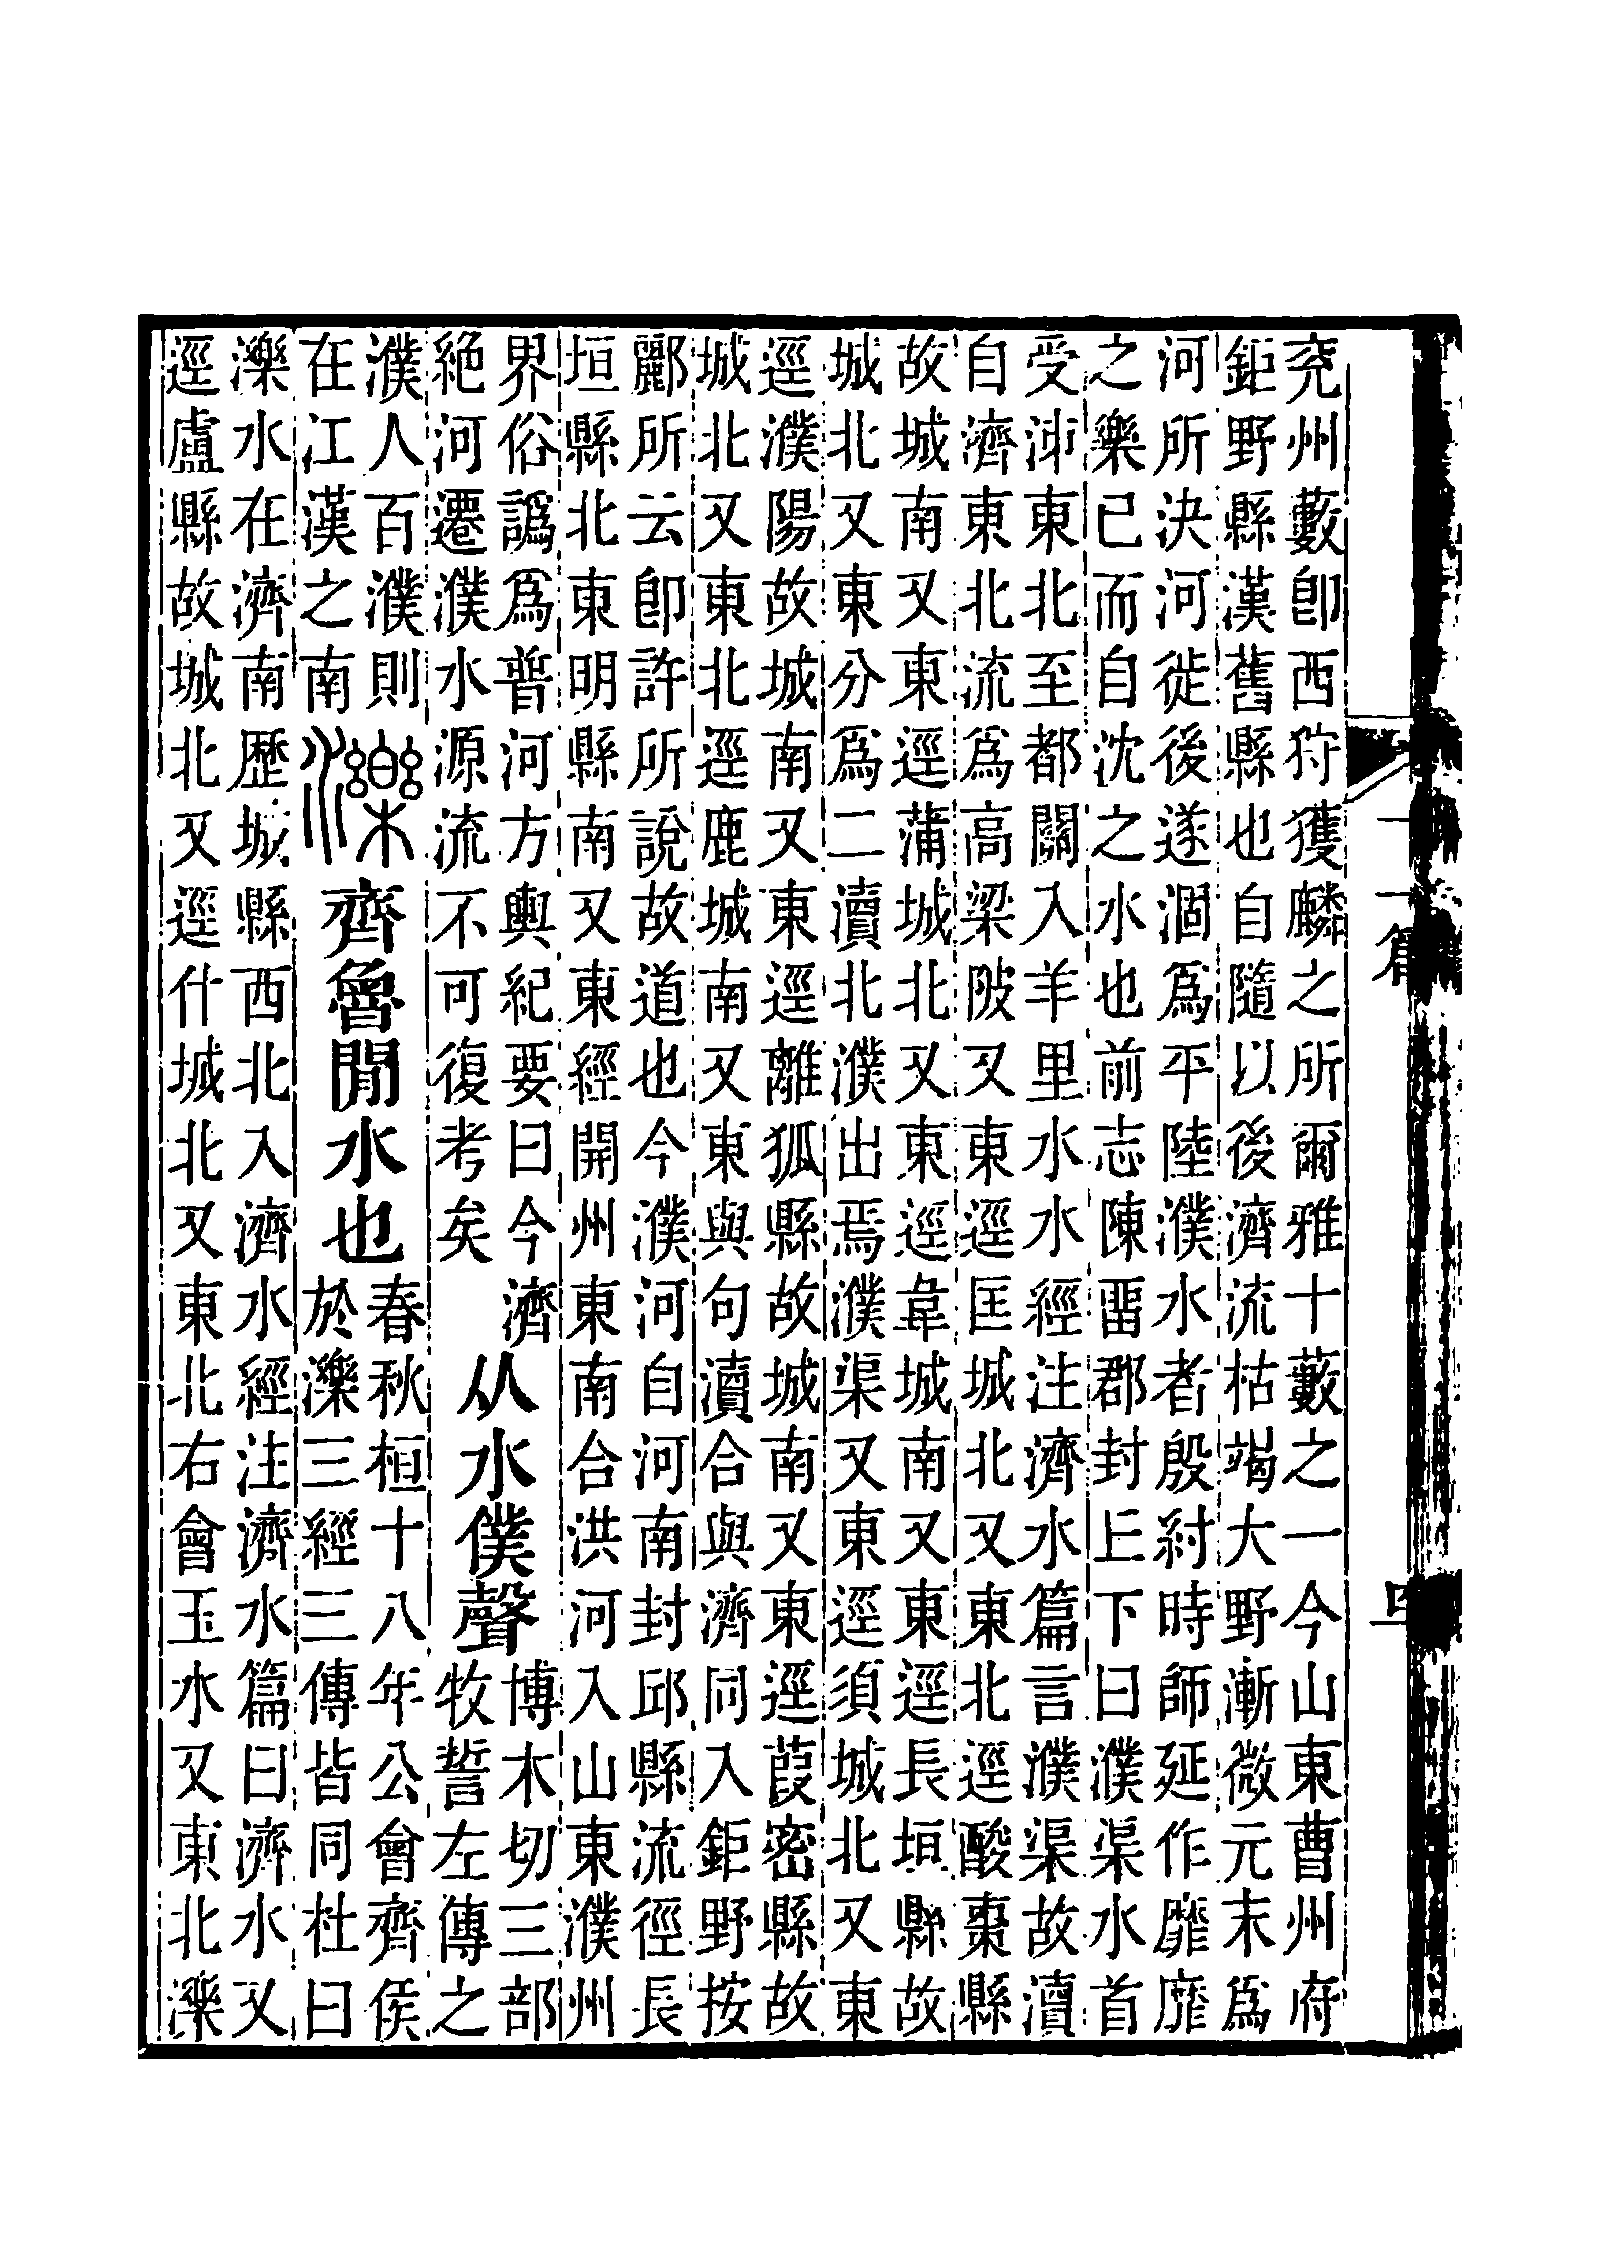 兖州藪卽西狩獲麟之所爾雅十藪之一今山東曹州府
鉅野縣漢舊縣也自隨以後濟流枯竭大野漸微元末爲
河所決河徙後遂涸爲平陸濮水者殷紂時師延作靡靡
之樂已而自沈之水也前志陳畱郡封丘下曰濮渠水首
受泲東北至都關入羊里水水經注濟水篇言濮渠故瀆
自濟東北流爲高梁陂又東逕匡城北又東北逕酸棗縣
故城南又東逕蒲城北又東逕韋城南又東逕長垣縣故
城北又東分爲二瀆北濮出焉濮渠又東逕須城北又東
逕濮陽故城南又東逕離狐縣故城南又東逕葭密縣故
城北又東北逕鹿城南又東與句瀆合與濟同入鉅野按
酈所云卽許所說故道也今濮河自河南封邱縣流徑長
垣縣北東明縣南又東經開州東南合洪河入山東濮州
界俗譌爲普河方輿紀要曰今濟
絶河遷濮水源流不可復考矣
从水僕聲
博木切三部
牧誓左傳之
濮人百濮則
在江漢之南
濼
齊魯閒水也
春秋桓十八年公會齊侯
於濼三經三傳皆同杜曰
濼水在濟南歷城縣西北入濟水經注濟水篇曰濟水又
逕盧縣故城北又逕什城北又東北右會玉水又東北濼
十一篇